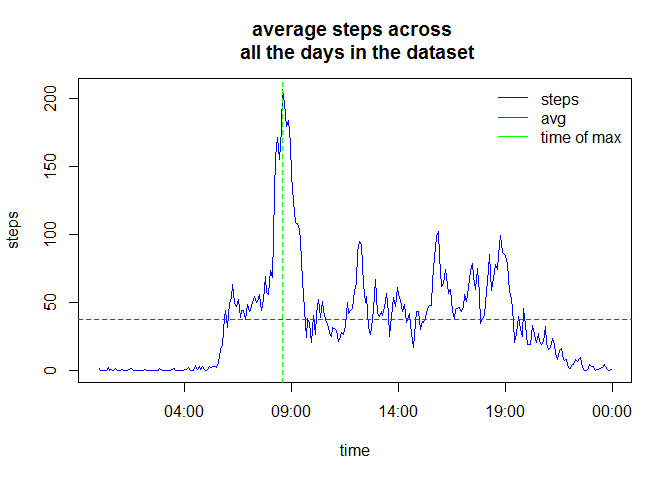 average steps across
all the days in the dataset
steps
avg
time of max
200
150
100
50
0
steps
04:00
09:00
14:00
19:00
00:00
time